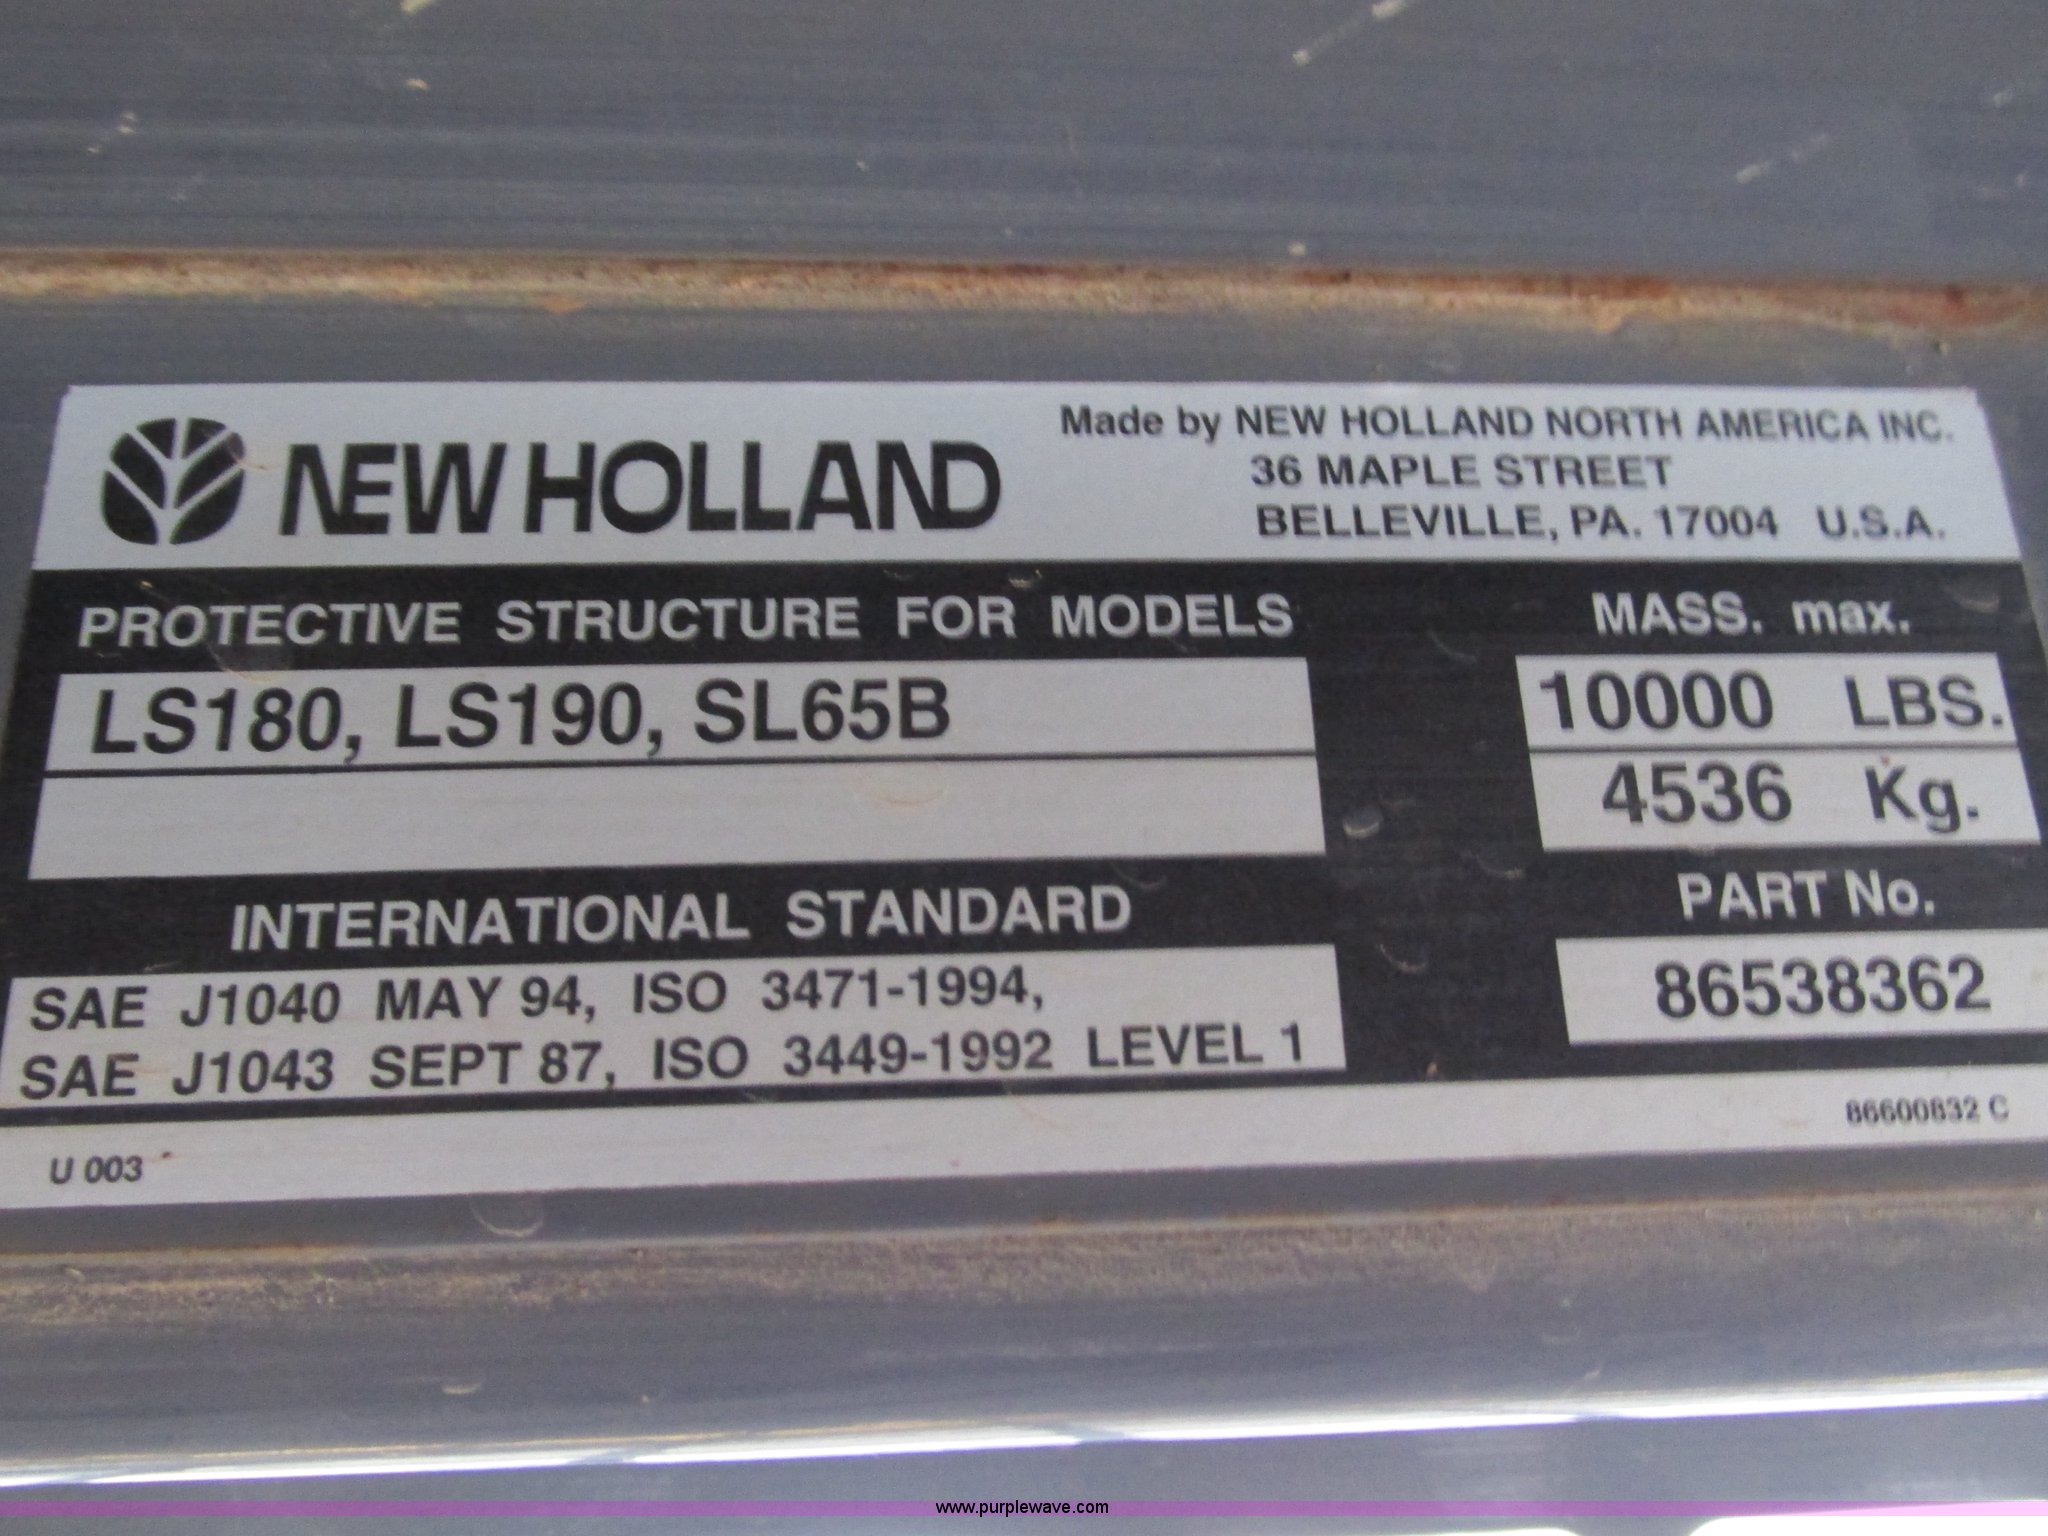 NEW HOLLAND
Made by NEW HOLLAND NORTH AMERICA INC.
36 MAPLE STREET
BELLEVILLE, PA. 17004 U.S.A.
PROTECTIVE STRUCTURE FOR MODELS
LS180, LS190, SL65B
MASS. max.
10000 LBS.
4536 Kg.
INTERNATIONAL STANDARD
SAE J1040 MAY 94, ISO 3471-1994,
SAE J1043 SEPT 87, ISO 3449-1992 LEVEL 1
PART No.
86538362
U 003
86600832 C
www.purplewave.com